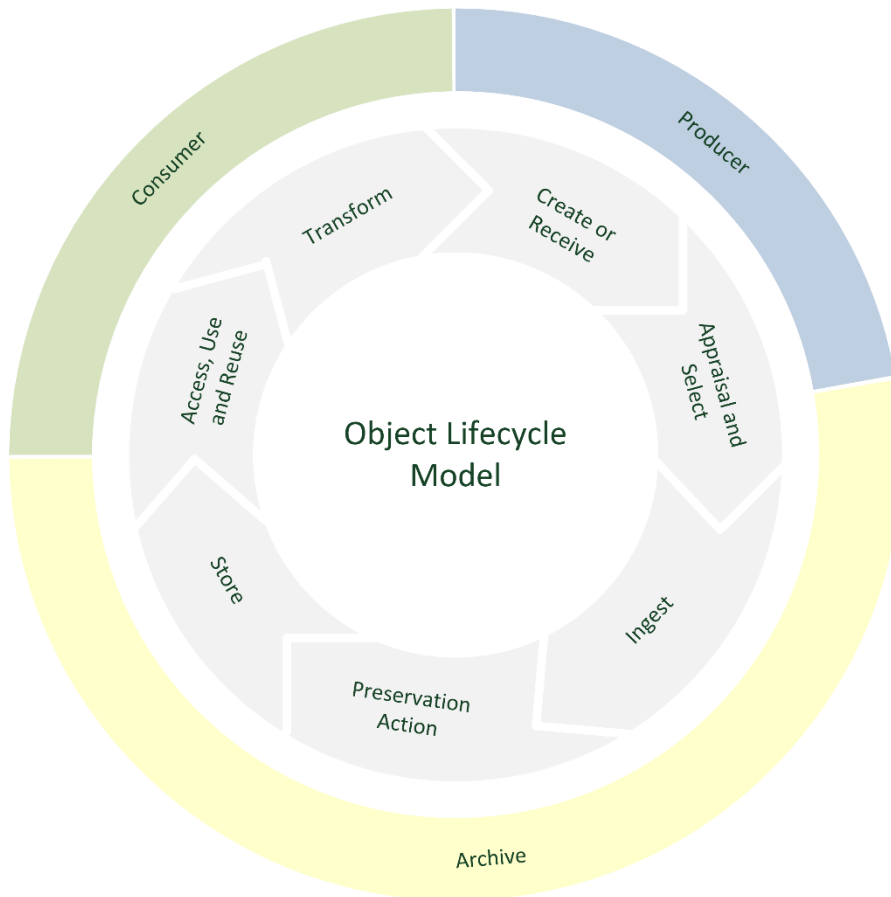 Object Lifecycle
Model
Producer
Archive
Consumer
Create or
Receive
Appraisal and
Select
Ingest
Preservation
Action
Store
Access, Use
and Reuse
Transform